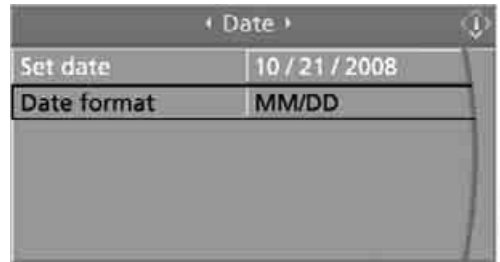 Date
Set date 10 / 21 / 2008
Date format MM/DD